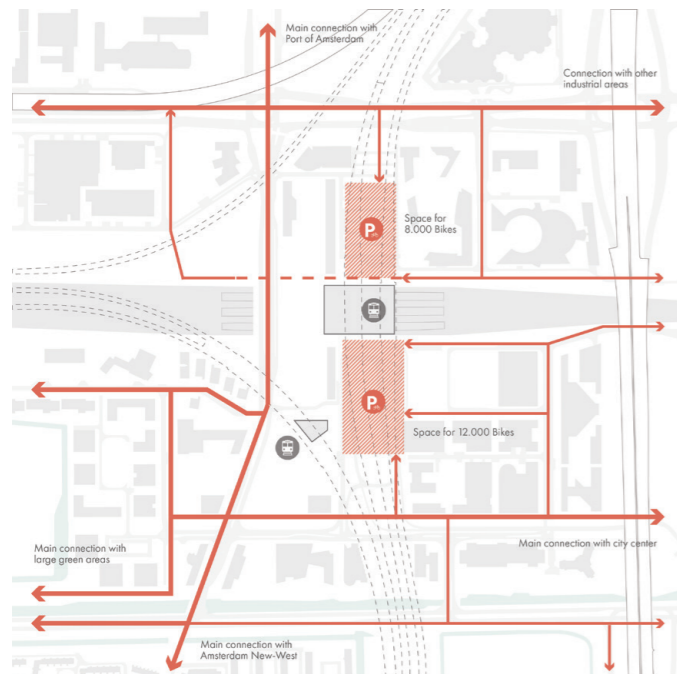 Main connection with
Port of Amsterdam
Connection with other
industrial areas
P
Space for
8.000 Bikes
P
Space for 12.000 Bikes
Main connection with
large green areas
Main connection with city center
Main connection with
Amsterdam New-West